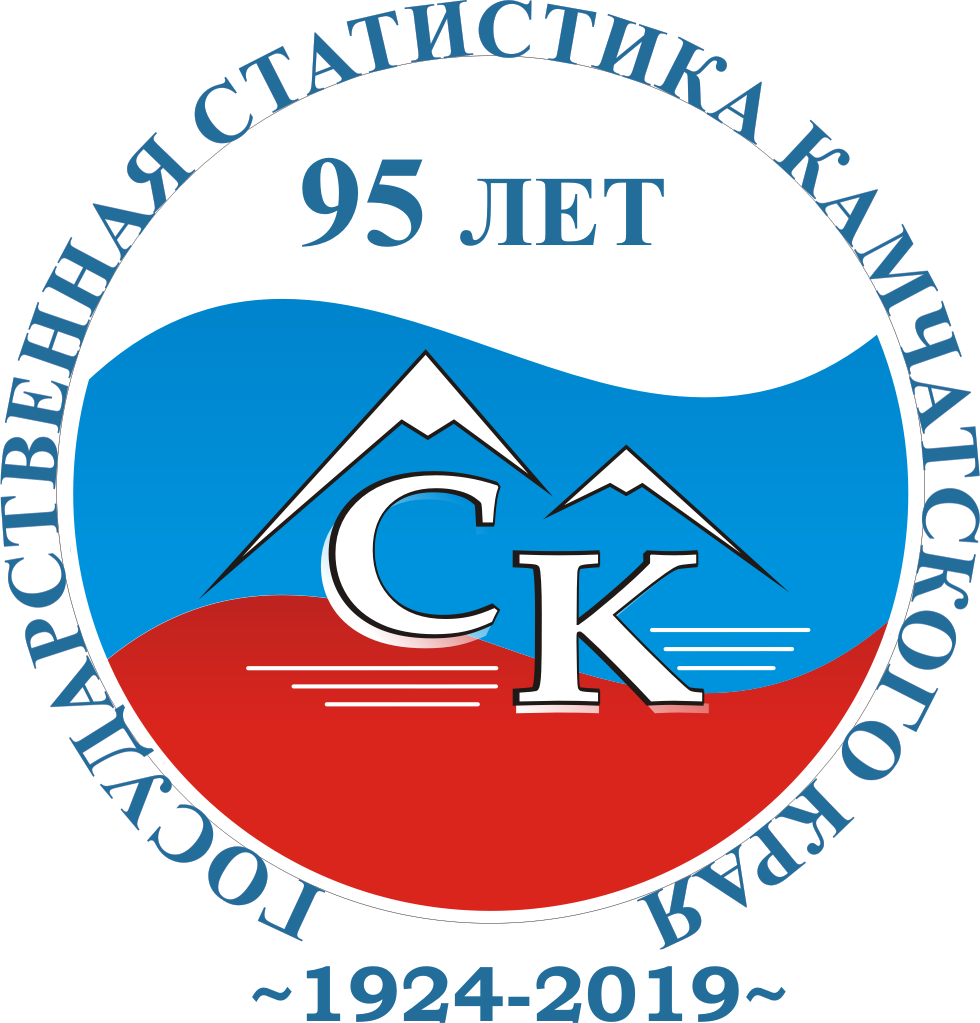 ГОСУДАРСТВЕННАЯ СТАТИСТИКА КАМЧАТСКОГО КРАЯ
95 ЛЕТ
СК
~1924-2019~